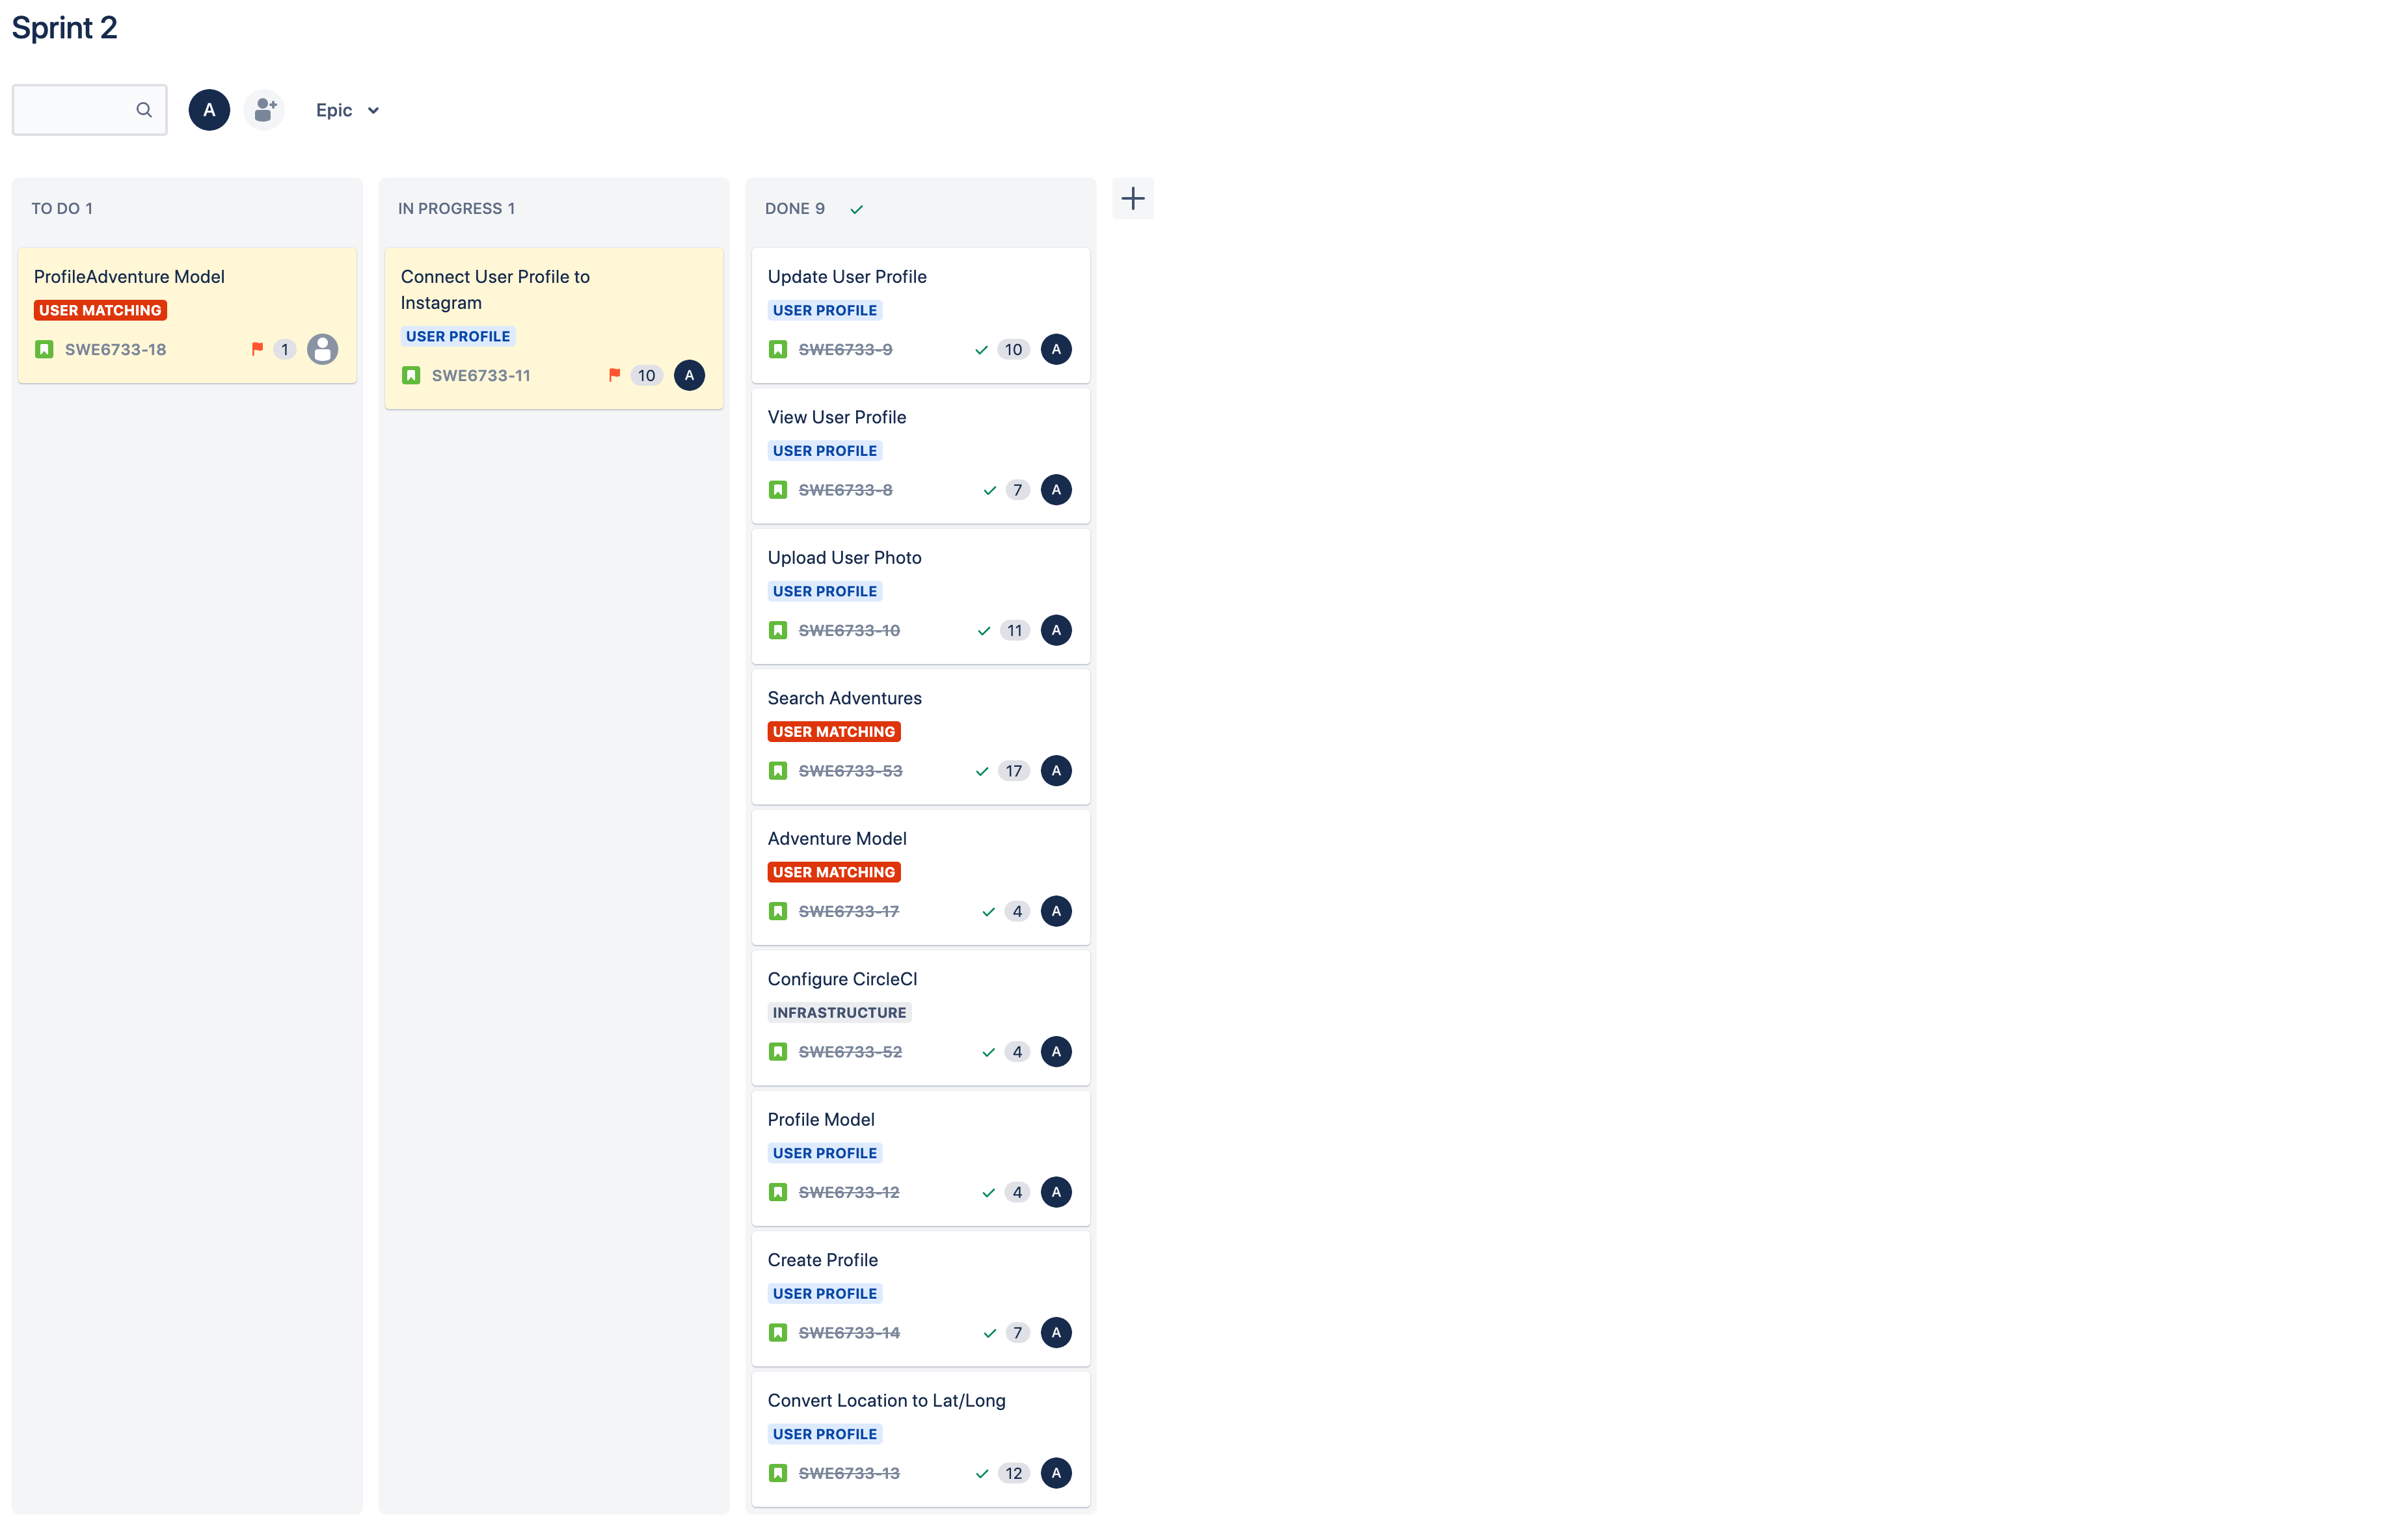 Sprint 2
A
Epic
TO DO 1
ProfileAdventure Model
USER MATCHING
SWE6733-18 1
IN PROGRESS 1
Connect User Profile to
Instagram
USER PROFILE
SWE6733-11 10 A
DONE 9
Update User Profile
USER PROFILE
SWE6733-9 10 A
View User Profile
USER PROFILE
SWE6733-8 7 A
Upload User Photo
USER PROFILE
SWE6733-10 11 A
Search Adventures
USER MATCHING
SWE6733-53 17 A
Adventure Model
USER MATCHING
SWE6733-17 4 A
Configure CircleCI
INFRASTRUCTURE
SWE6733-52 4 A
Profile Model
USER PROFILE
SWE6733-12 4 A
Create Profile
USER PROFILE
SWE6733-14 7 A
Convert Location to Lat/Long
USER PROFILE
SWE6733-13 12 A